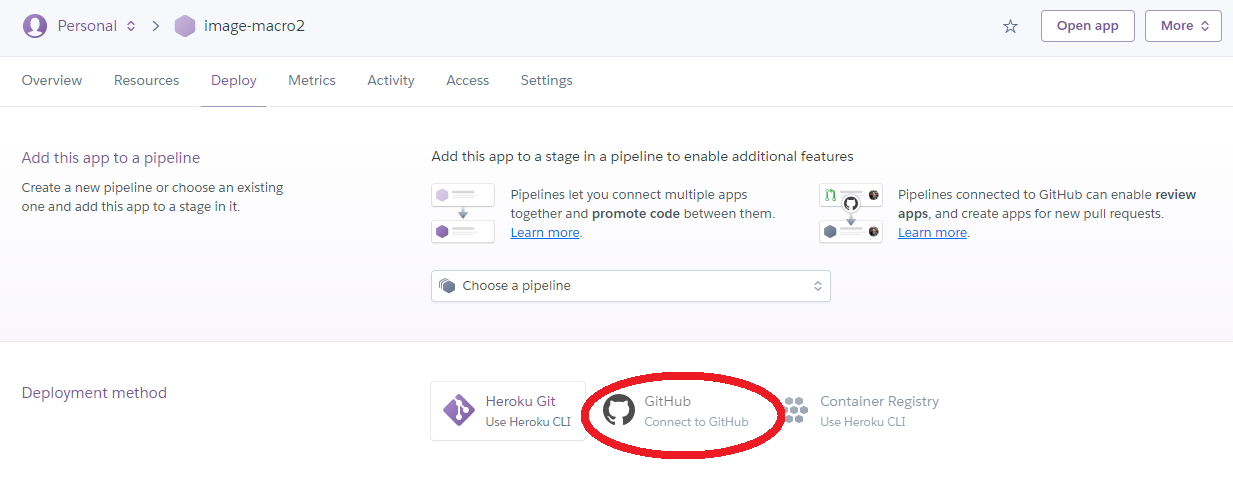 Personal
image-macro2
Open app
More
Overview
Resources
Deploy
Metrics
Activity
Access
Settings
Add this app to a pipeline
Create a new pipeline or choose an existing
one and add this app to a stage in it.
Add this app to a stage in a pipeline to enable additional features
Pipelines let you connect multiple apps
together and promote code between them.
Learn more.
Pipelines connected to GitHub can enable review
apps, and create apps for new pull requests.
Learn more.
Choose a pipeline
Deployment method
Heroku Git
Use Heroku CLI
GitHub
Connect to GitHub
Container Registry
Use Heroku CLI